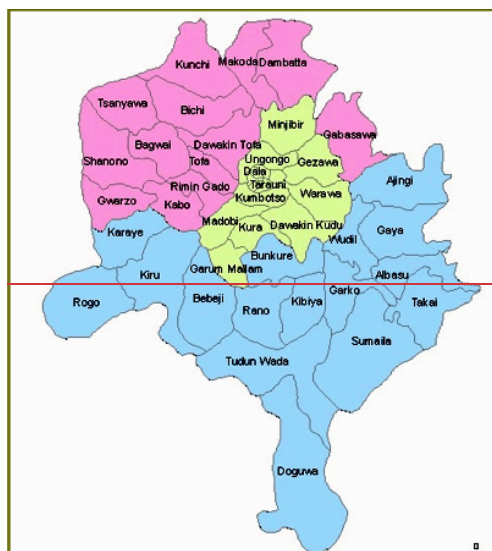 Kunchi
Makoda
Dambatta
Tsanyawa
Bichi
Minjibir
Gabasawa
Bagwai
Dawakin Tofa
Shanono
Tofa
Ungongo
Gezawa
Dala
Ajingi
Rimin Gado
Tarauni
Gwarzo
Kabo
Kumbotso
Warawa
Madobi
Kura
Dawakin Kudu
Karaye
Wudil
Gaya
Bunkure
Kiru
Garum Mallam
Albasu
Rogo
Bebeji
Rano
Kibiya
Garko
Takai
Sumaila
Tudun Wada
Doguwa